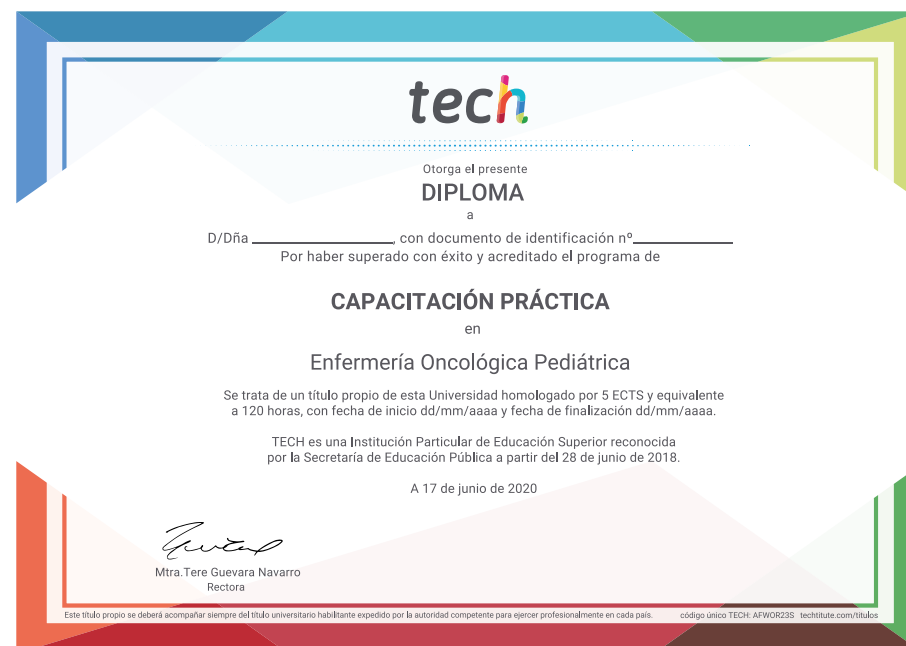 tech
Otorga el presente
DIPLOMA
a
D/Dña ____________________, con documento de identificación nº______________
Por haber superado con éxito y acreditado el programa de
CAPACITACIÓN PRÁCTICA
en
Enfermería Oncológica Pediátrica
Se trata de un título propio de esta Universidad homologado por 5 ECTS y equivalente
a 120 horas, con fecha de inicio dd/mm/aaaa y fecha de finalización dd/mm/aaaa.
TECH es una Institución Particular de Educación Superior reconocida
por la Secretaría de Educación Pública a partir del 28 de junio de 2018.
A 17 de junio de 2020
Mtra.Tere Guevara Navarro
Rectora
Este título propio se deberá acompañar siempre del título universitario habilitante expedido por la autoridad competente para ejercer profesionalmente en cada país. código único TECH: AFWOR23S techtitute.com/titulos